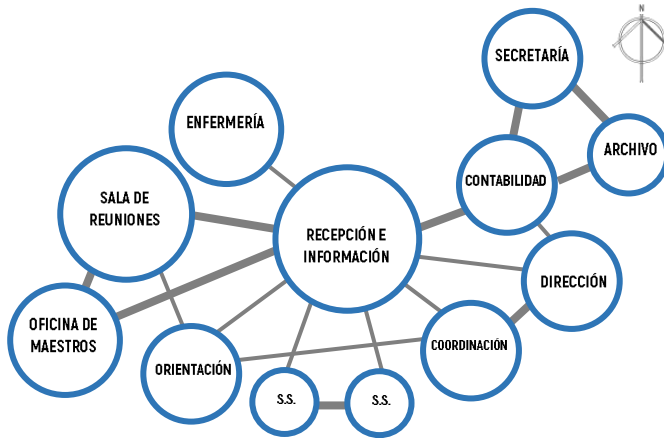 N
SECRETARÍA
ENFERMERÍA
ARCHIVO
CONTABILIDAD
SALA DE
REUNIONES
RECEPCIÓN E
INFORMACIÓN
DIRECCIÓN
OFICINA DE
MAESTROS
COORDINACIÓN
ORIENTACIÓN
S.S.
S.S.